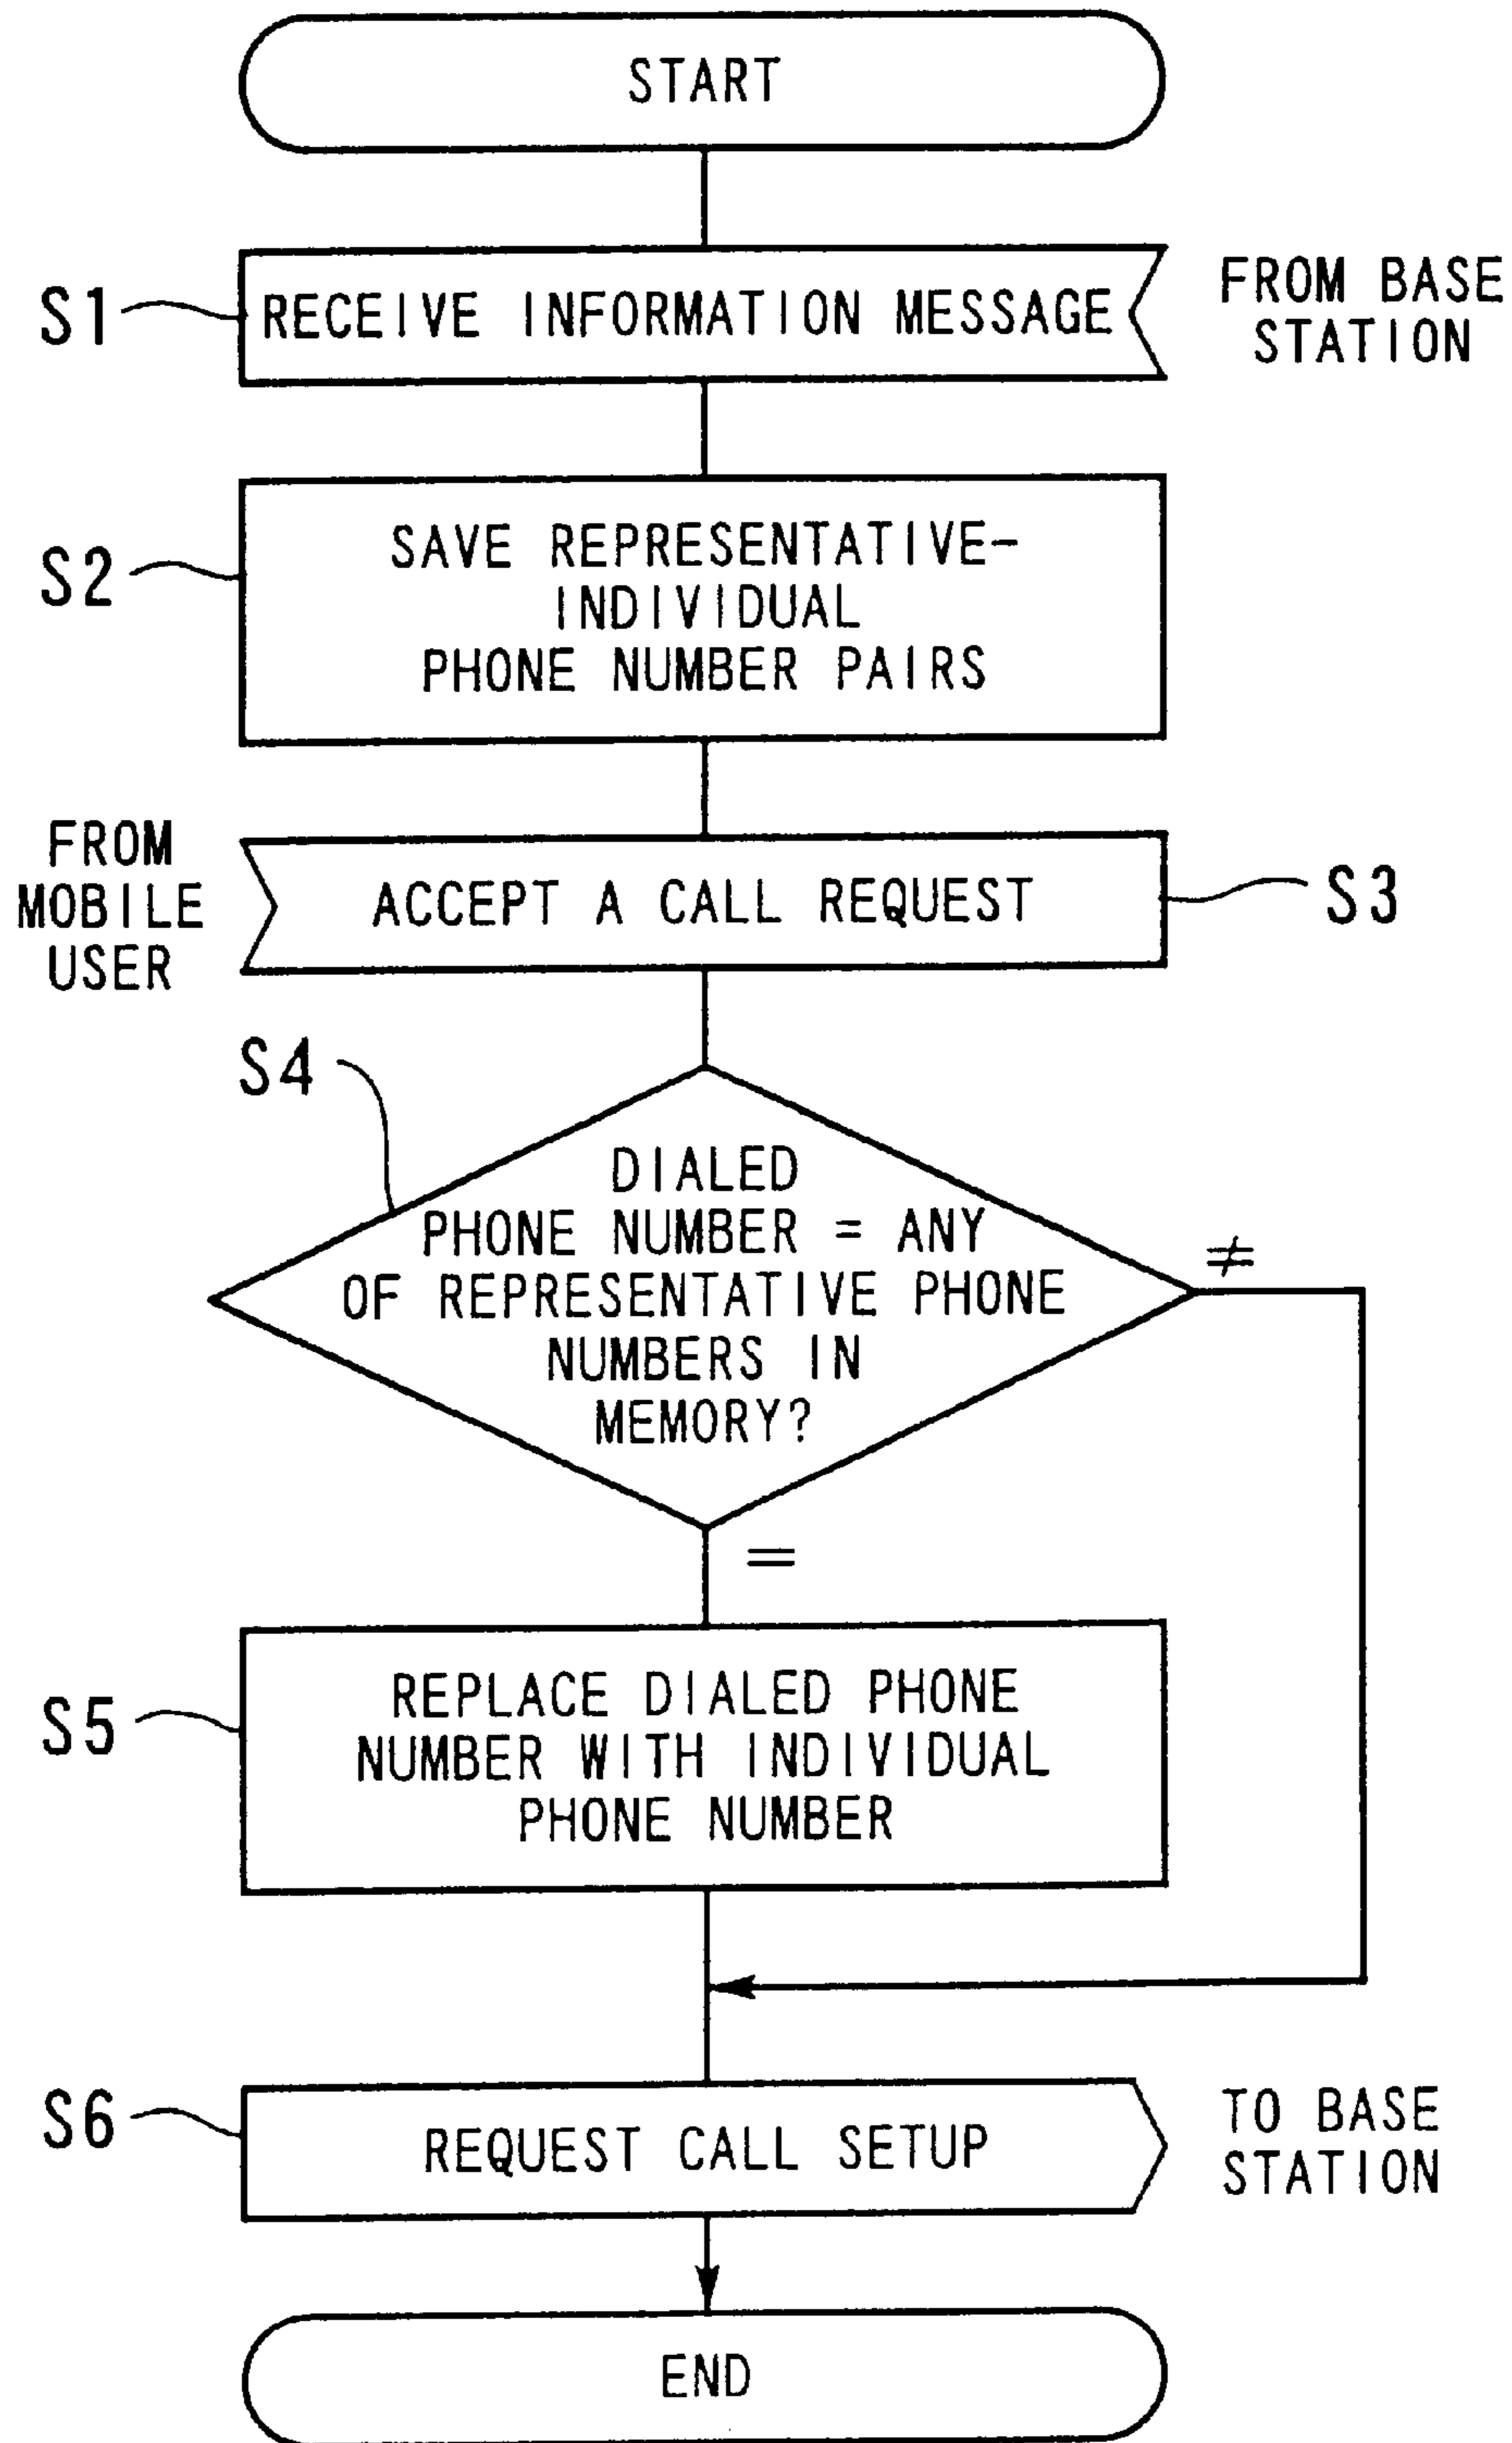 START
S1
RECEIVE INFORMATION MESSAGE
FROM BASE
STATION
S2
SAVE REPRESENTATIVE-
INDIVIDUAL
PHONE NUMBER PAIRS
FROM
MOBILE
USER
ACCEPT A CALL REQUEST
S3
S4
DIALED
PHONE NUMBER = ANY
OF REPRESENTATIVE PHONE
NUMBERS IN
MEMORY?
≠
=
S5
REPLACE DIALED PHONE
NUMBER WITH INDIVIDUAL
PHONE NUMBER
S6
REQUEST CALL SETUP
TO BASE
STATION
END